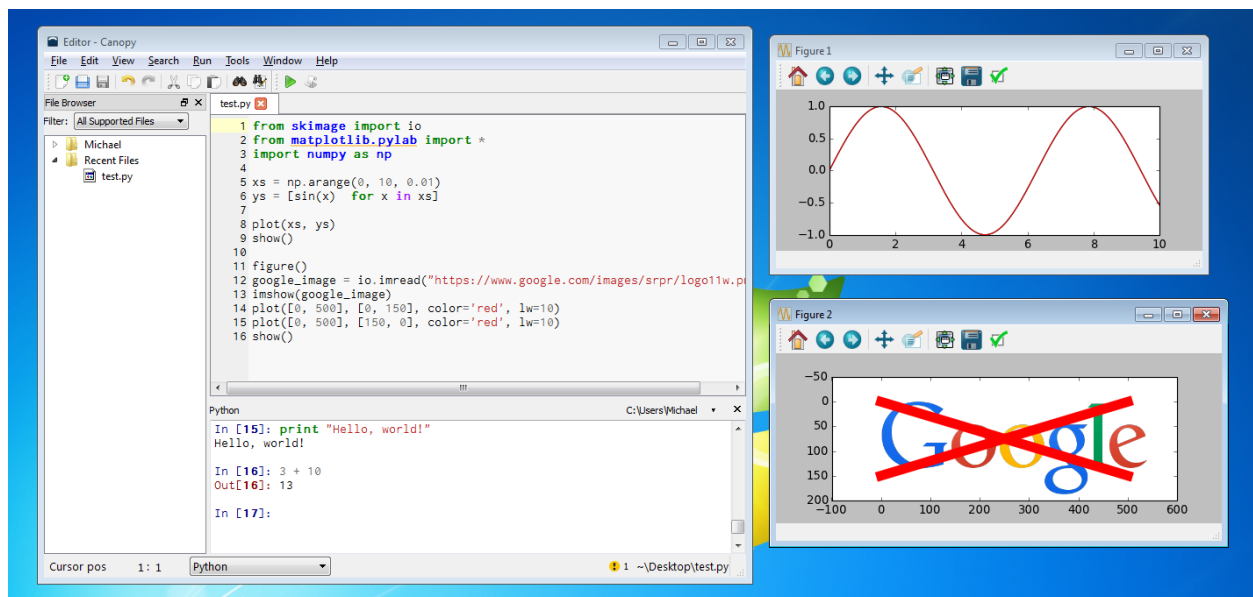 Editor - Canopy
File Edit View Search Run Tools Window Help
File Browser
Filter: All Supported Files
Michael
Recent Files
test.py
test.py
1 from skimage import io
2 from matplotlib.pylab import *
3 import numpy as np
4
5 xs = np.arange(0, 10, 0.01)
6 ys = [sin(x)  for x in xs]
7
8 plot(xs, ys)
9 show()
10
11 figure()
12 google_image = io.imread("https://www.google.com/images/srpr/logo11w.p
13 imshow(google_image)
14 plot([0, 500], [0, 150], color='red', lw=10)
15 plot([0, 500], [150, 0], color='red', lw=10)
16 show()
Python C:\Users\Michael
In [15]: print "Hello, world!"
Hello, world!
In [16]: 3 + 10
Out[16]: 13
In [17]:
Cursor pos 1: 1 Python 1 ~\Desktop\test.py
Figure 1
1.0
0.5
0.0
−0.5
−1.0
0 2 4 6 8 10
Figure 2
−50
0
50
100
150
200
−100 0 100 200 300 400 500 600
Google